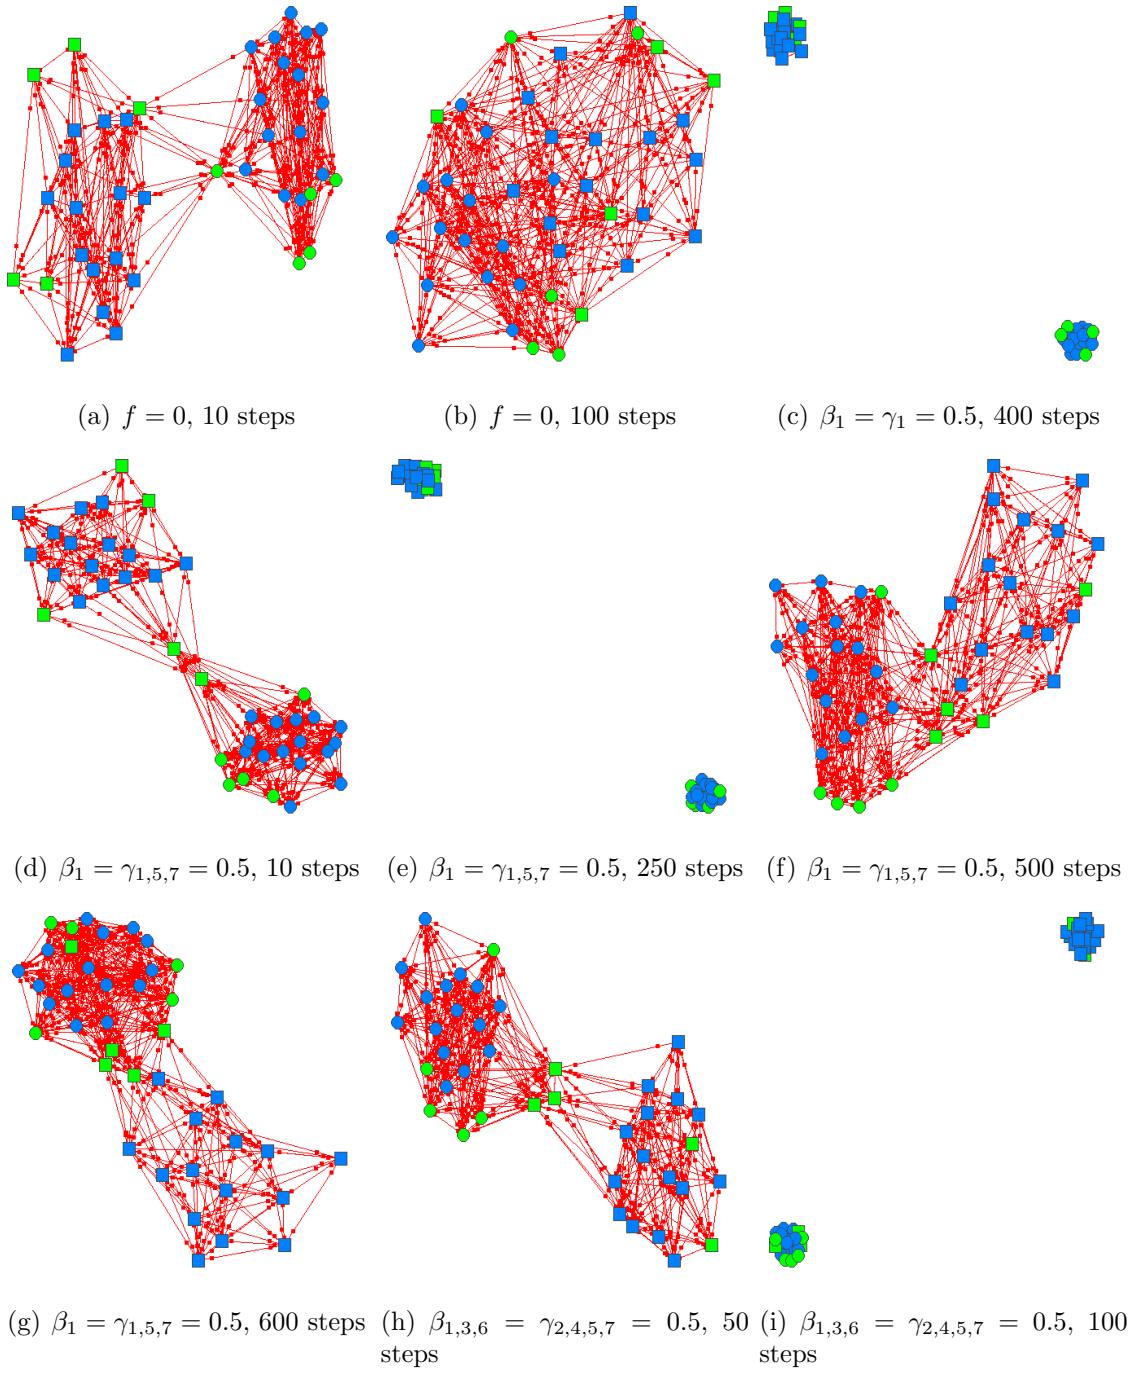 (a) f = 0, 10 steps
(b) f = 0, 100 steps
(c) β₁ = γ₁ = 0.5, 400 steps
(d) β₁ = γ₁,₅,₇ = 0.5, 10 steps
(e) β₁ = γ₁,₅,₇ = 0.5, 250 steps
(f) β₁ = γ₁,₅,₇ = 0.5, 500 steps
(g) β₁ = γ₁,₅,₇ = 0.5, 600 steps
(h) β₁,₃,₆ = γ₂,₄,₅,₇ = 0.5, 50
steps
(i) β₁,₃,₆ = γ₂,₄,₅,₇ = 0.5, 100
steps